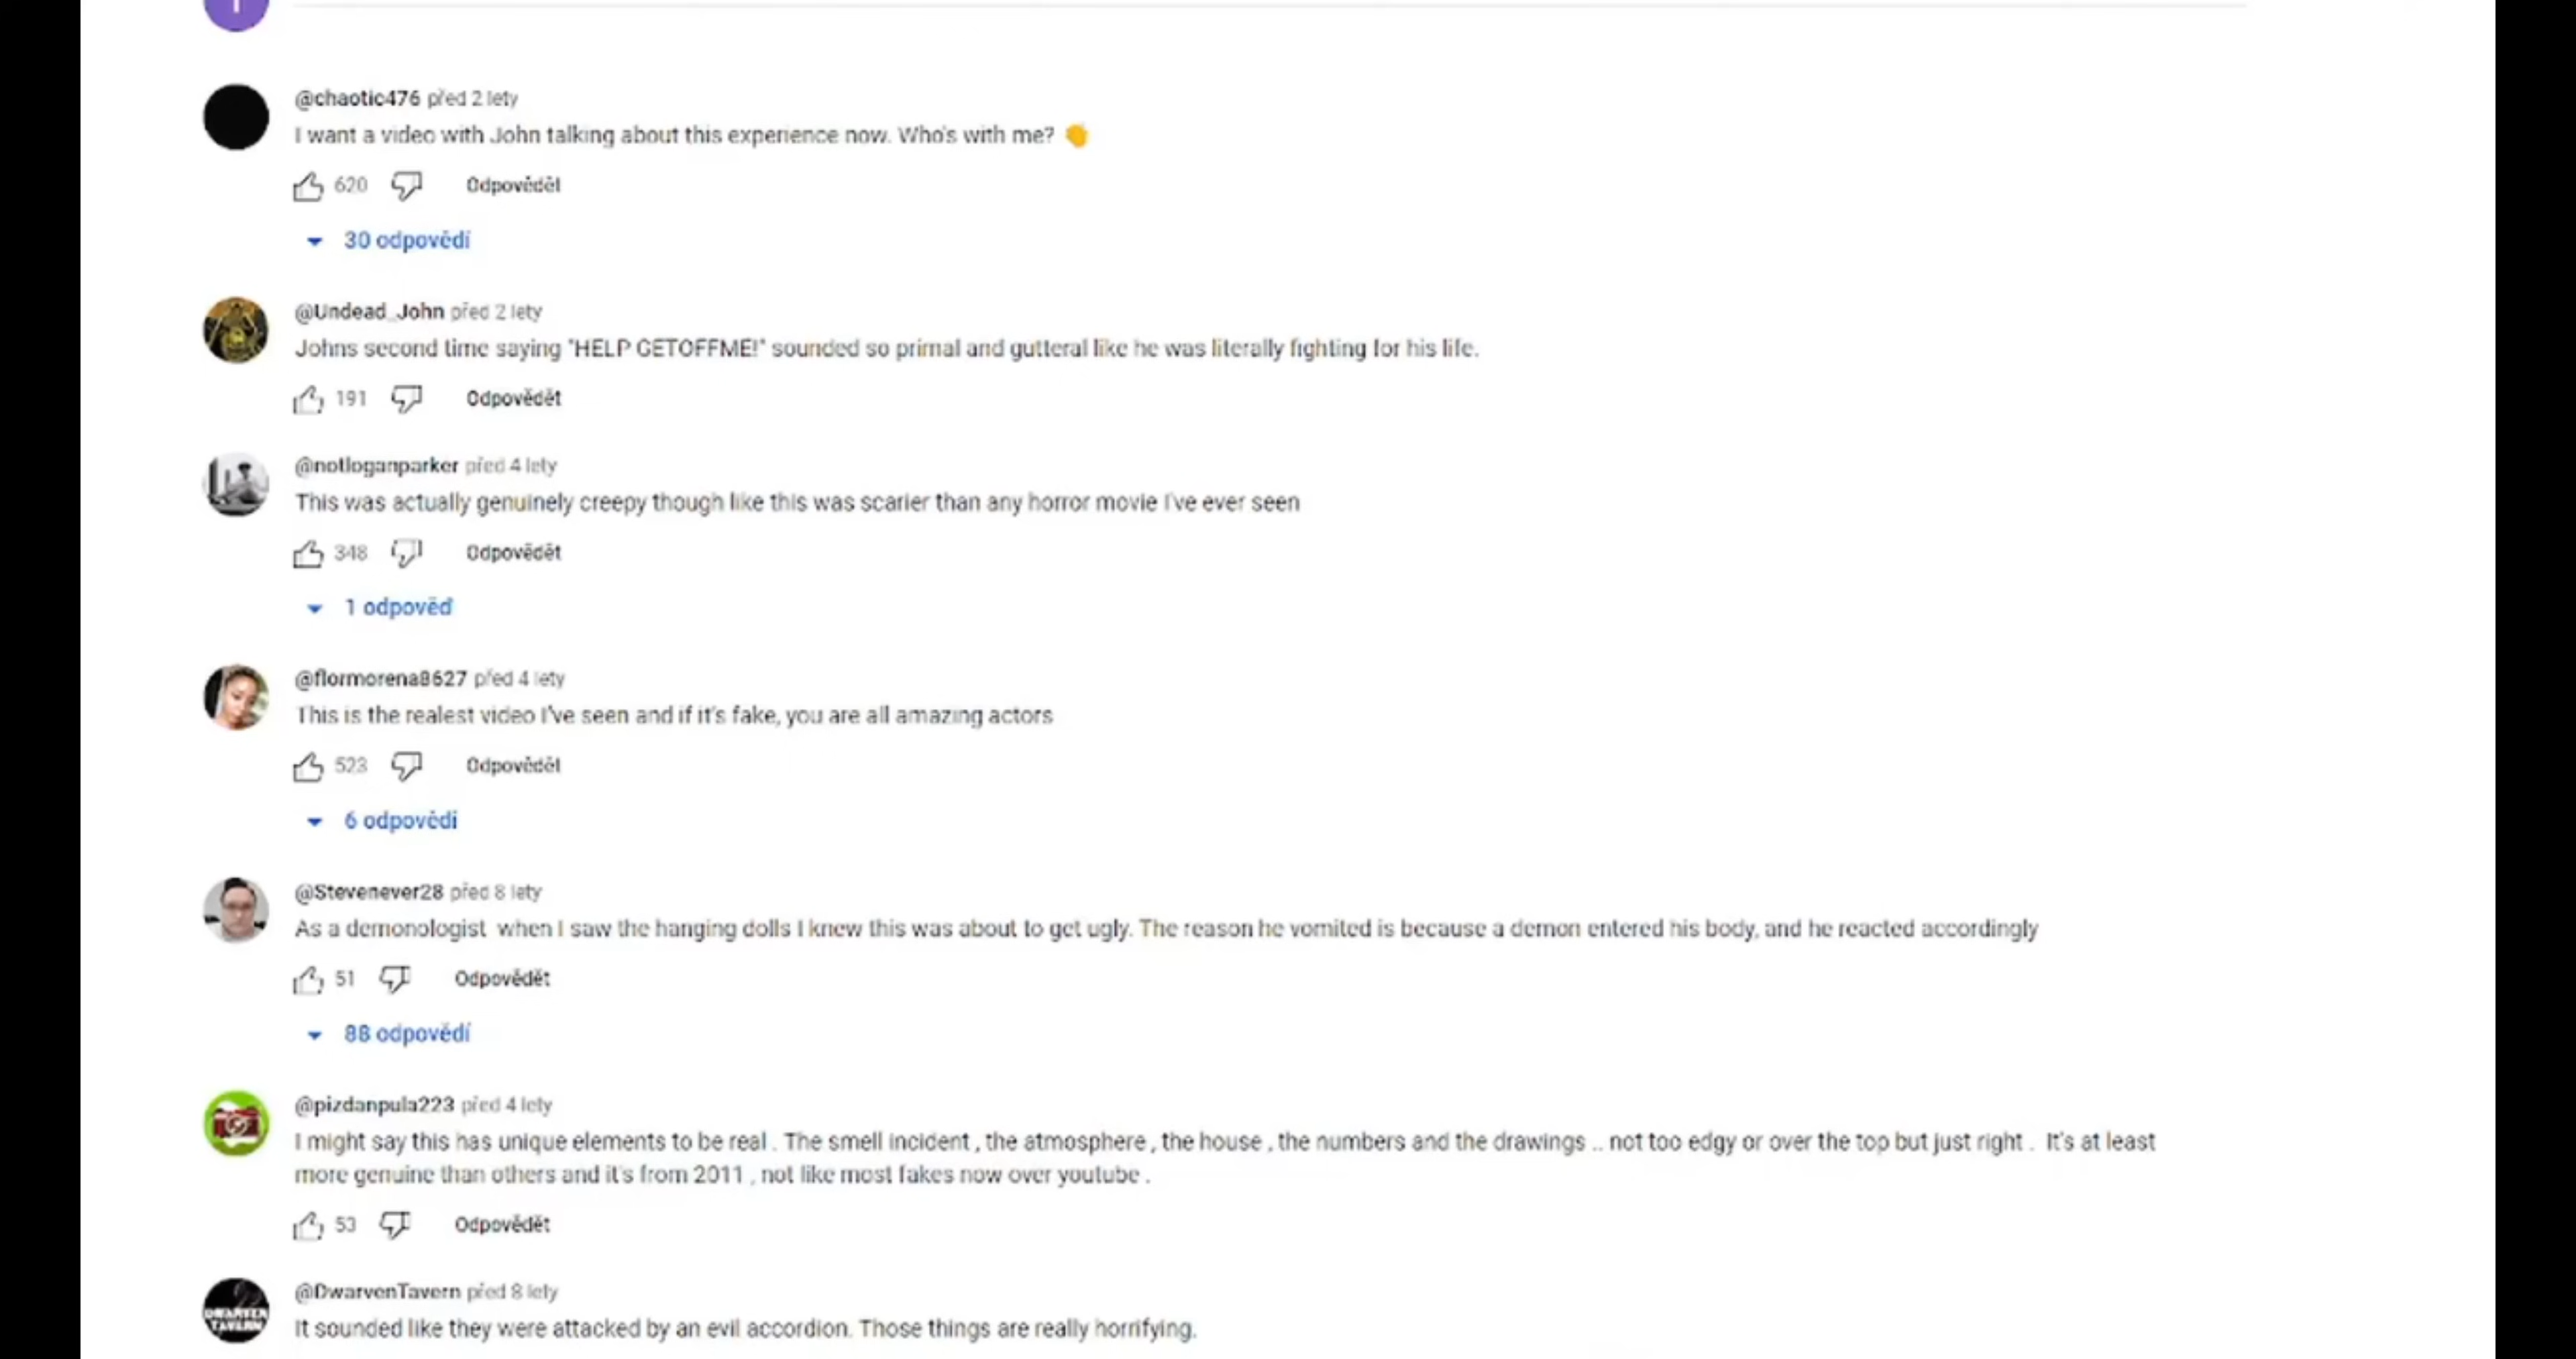 @chaotic476 před 2 lety
I want a video with John talking about this experience now. Who's with me?
620 Odpovědět
30 odpovědí
@Undead_John před 2 lety
Johns second time saying "HELP GETOFFME!" sounded so primal and gutteral like he was literally fighting for his life.
191 Odpovědět
@notloganparker před 4 lety
This was actually genuinely creepy though like this was scarier than any horror movie I've ever seen
348 Odpovědět
1 odpověď
@flormorena8627 před 4 lety
This is the realest video I've seen and if it's fake, you are all amazing actors
523 Odpovědět
6 odpovědí
@Stevenever28 před 8 lety
As a demonologist when I saw the hanging dolls I knew this was about to get ugly. The reason he vomited is because a demon entered his body, and he reacted accordingly
51 Odpovědět
88 odpovědí
@pizdanpula223 před 4 lety
I might say this has unique elements to be real . The smell incident , the atmosphere , the house , the numbers and the drawings .. not too edgy or over the top but just right . It's at least
more genuine than others and it's from 2011 , not like most fakes now over youtube .
53 Odpovědět
DWARVEN
TAVERN
@DwarvenTavern před 8 lety
It sounded like they were attacked by an evil accordion. Those things are really horrifying.